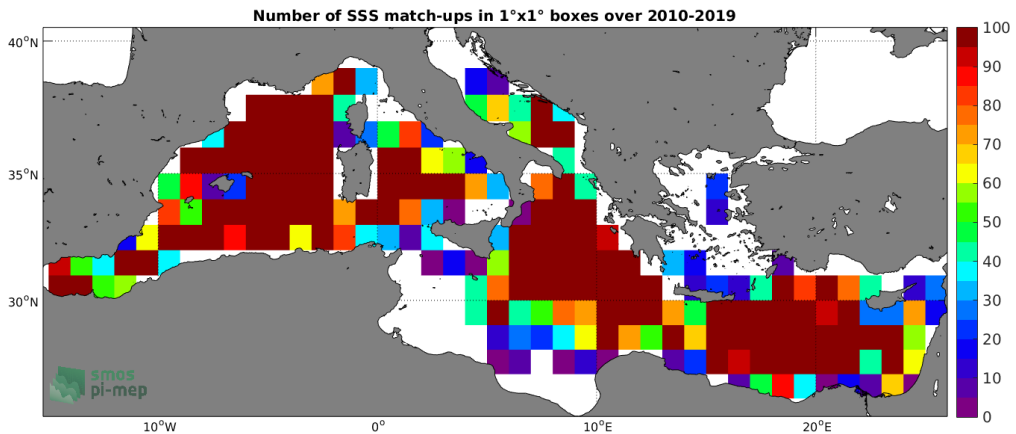 Number of SSS match-ups in 1°x1° boxes over 2010-2019
40°N
35°N
30°N
10°W
0°
10°E
20°E
100
90
80
70
60
50
40
30
20
10
0
smos
pi-mep